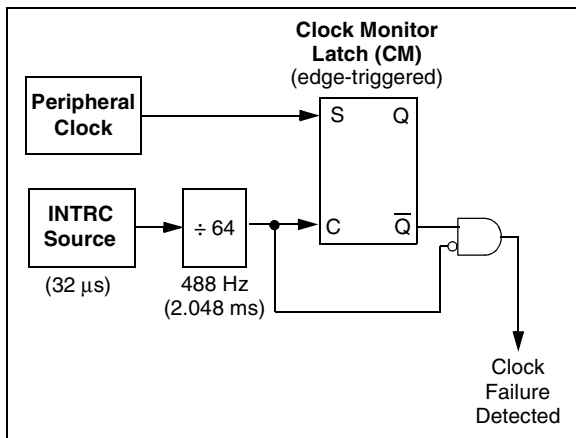 Clock Monitor
Latch (CM)
(edge-triggered)
Peripheral
Clock
S
Q
INTRC
Source
÷ 64
C
Q̅
(32 μs)
488 Hz
(2.048 ms)
Clock
Failure
Detected